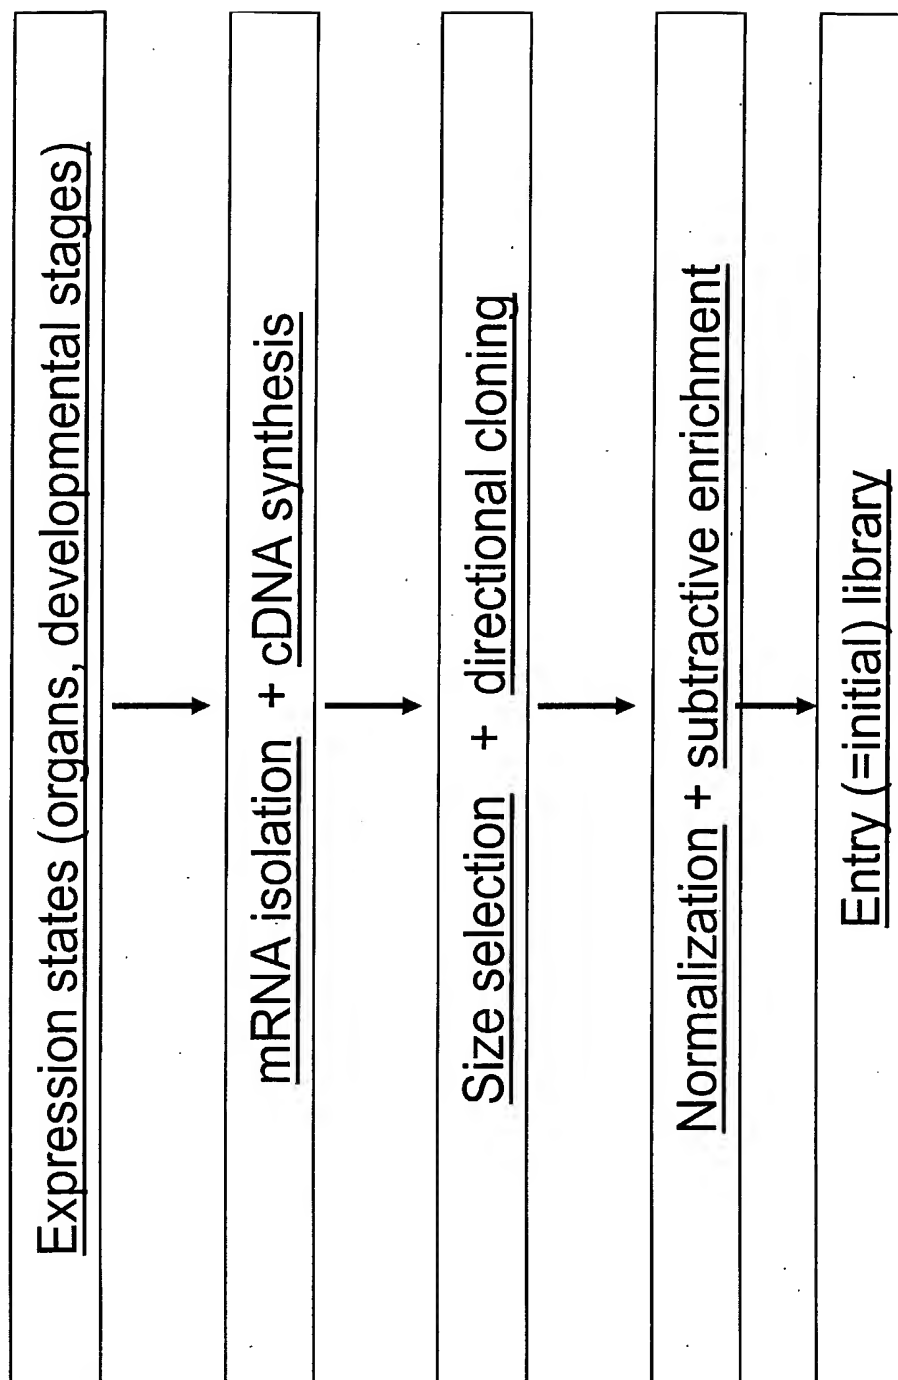 Expression states (organs, developmental stages)
mRNA isolation + cDNA synthesis
Size selection + directional cloning
Normalization + subtractive enrichment
Entry (=initial) library